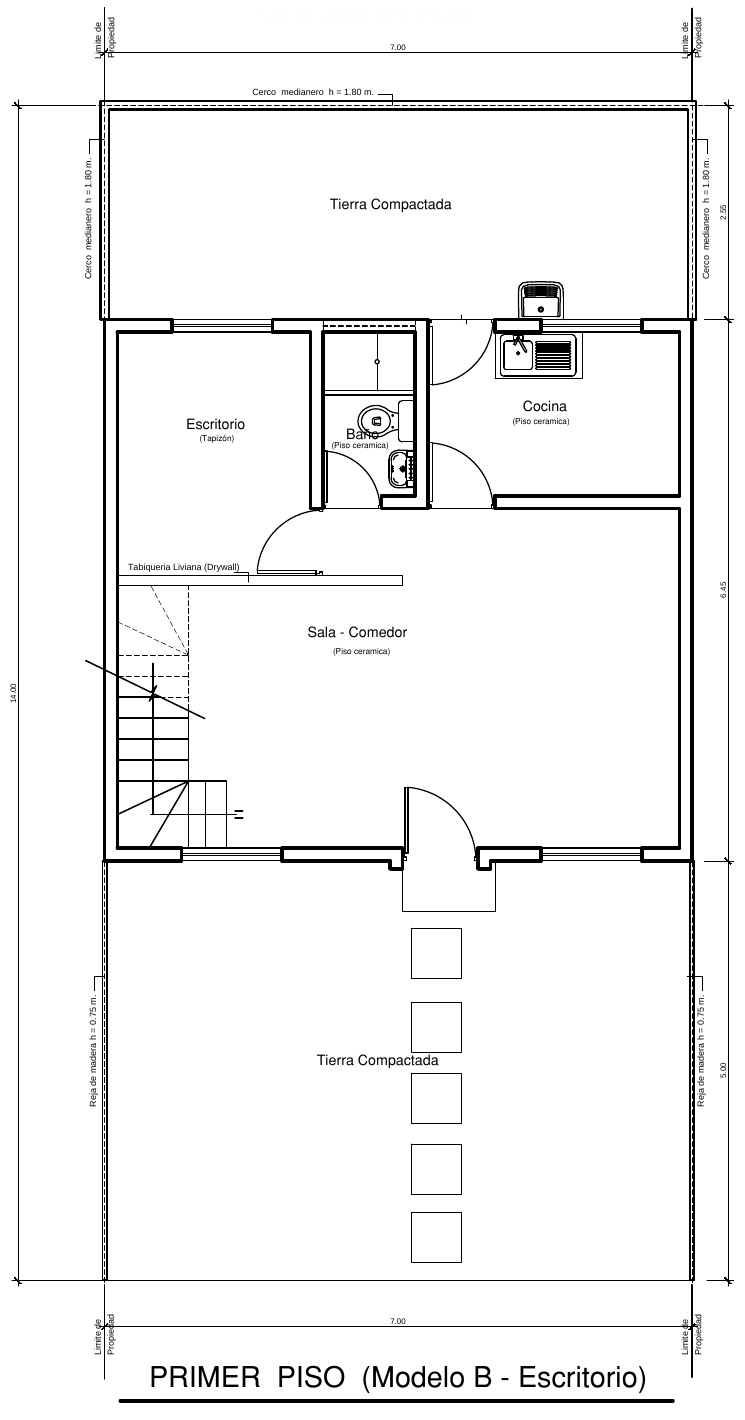 Limite de
Propiedad
7.00
Limite de
Propiedad
Cerco medianero h = 1.80 m.
Cerco medianero h = 1.80 m.
Cerco medianero h = 1.80 m.
Tierra Compactada
2.55
Cocina
(Piso ceramica)
Escritorio
(Tapizón)
Baño
(Piso ceramica)
Tabiqueria Liviana (Drywall)
6.45
Sala - Comedor
(Piso ceramica)
14.00
Reja de madera h = 0.75 m.
Reja de madera h = 0.75 m.
Tierra Compactada
5.00
Limite de
Propiedad
7.00
Limite de
Propiedad
PRIMER PISO (Modelo B - Escritorio)